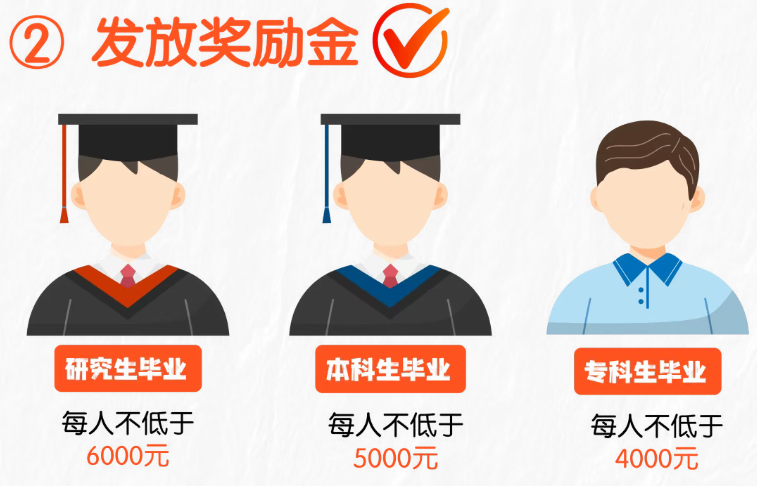 ② 发放奖励金
研究生毕业
每人不低于
6000元
本科生毕业
每人不低于
5000元
专科生毕业
每人不低于
4000元